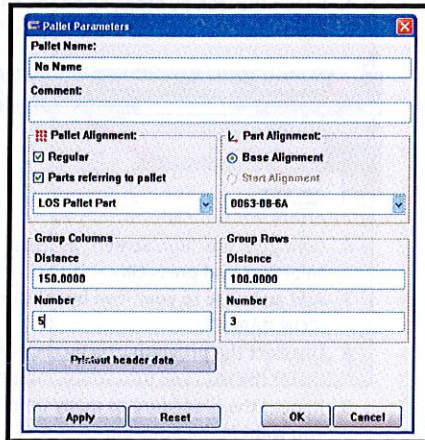 Pallet Parameters
Pallet Name:
No Name
Comment:
Pallet Alignment:
Regular
Parts referring to pallet
LOS Pallet Part
Part Alignment:
Base Alignment
Start Alignment
0063-08-6A
Group Columns
Distance
150.0000
Number
5
Group Rows
Distance
100.0000
Number
3
Printout header data
Apply Reset OK Cancel